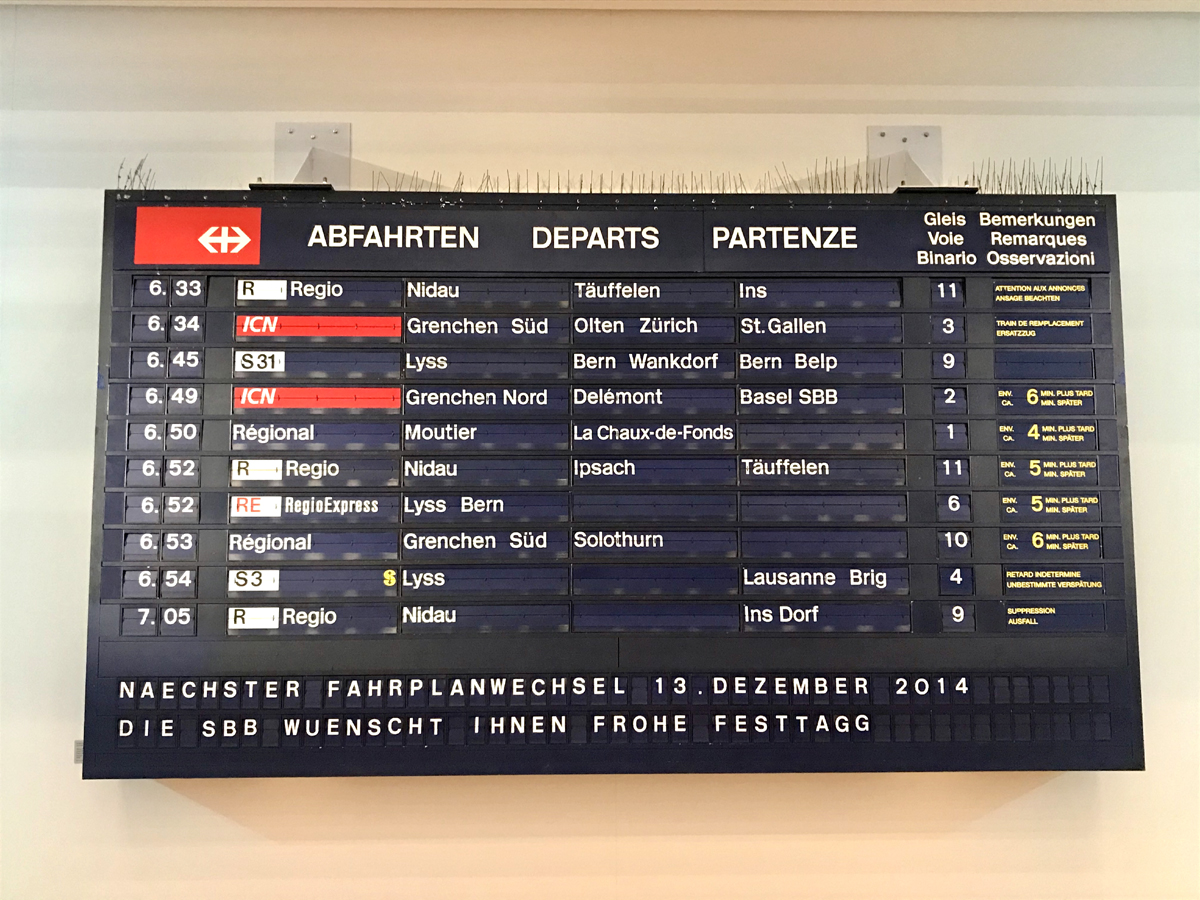 ABFAHRTEN DEPARTS PARTENZE Gleis Voie Binario Bemerkungen Remarques Osservazioni
6. 33 R Regio Nidau Täuffelen Ins 11 ATTENTION AUX ANNONCES ANSAGE BEACHTEN
6. 34 ICN Grenchen Süd Olten Zürich St.Gallen 3 TRAIN DE REMPLACEMENT ERSATZZUG
6. 45 S31 Lyss Bern Wankdorf Bern Belp 9
6. 49 ICN Grenchen Nord Delémont Basel SBB 2 ENV. CA. 6 MIN. PLUS TARD MIN. SPÄTER
6. 50 Régional Moutier La Chaux-de-Fonds 1 ENV. CA. 4 MIN. PLUS TARD MIN. SPÄTER
6. 52 R Regio Nidau Ipsach Täuffelen 11 ENV. CA. 5 MIN. PLUS TARD MIN. SPÄTER
6. 52 RE RegioExpress Lyss Bern 6 ENV. CA. 5 MIN. PLUS TARD MIN. SPÄTER
6. 53 Régional Grenchen Süd Solothurn 10 ENV. CA. 6 MIN. PLUS TARD MIN. SPÄTER
6. 54 S3 S Lyss Lausanne Brig 4 RETARD INDETERMINE UNBESTIMMTE VERSPÄTUNG
7. 05 R Regio Nidau Ins Dorf 9 SUPPRESSION AUSFALL
NAECHSTER FAHRPLANWECHSEL 13.DEZEMBER 2014
DIE SBB WUENSCHT IHNEN FROHE FESTTAGG